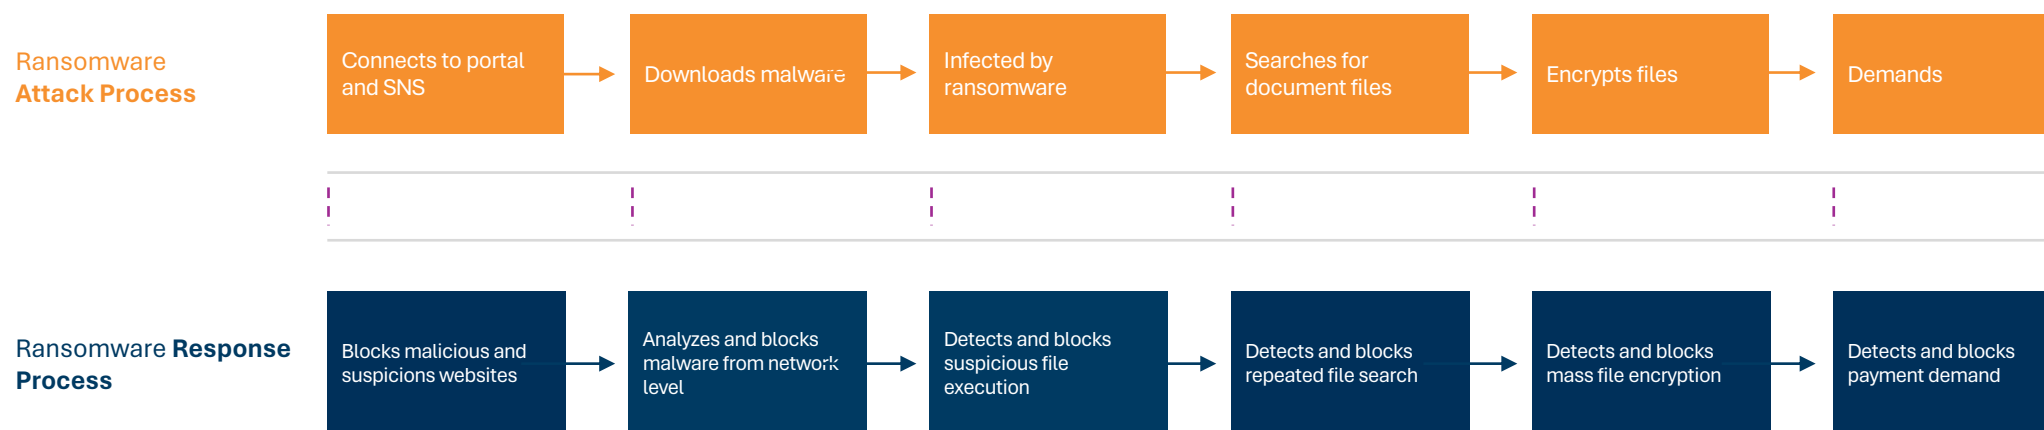 Ransomware
Attack Process
Connects to portal
and SNS
Downloads malware
Infected by
ransomware
Searches for
document files
Encrypts files
Demands
Ransomware Response
Process
Blocks malicious and
suspicions websites
Analyzes and blocks
malware from network
level
Detects and blocks
suspicious file
execution
Detects and blocks
repeated file search
Detects and blocks
mass file encryption
Detects and blocks
payment demand